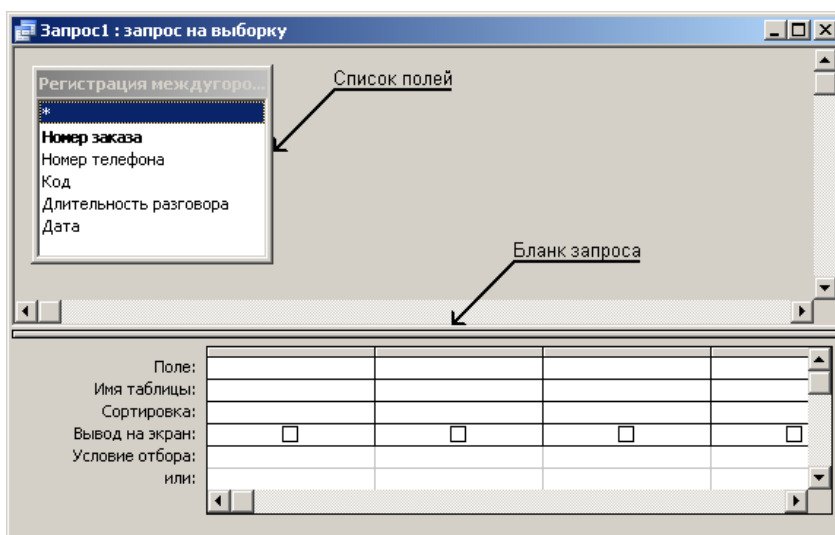 Запрос1 : запрос на выборку
Регистрация междугоро...
Список полей
*
Номер заказа
Номер телефона
Код
Длительность разговора
Дата
Бланк запроса
Поле:
Имя таблицы:
Сортировка:
Вывод на экран:
Условие отбора:
или: